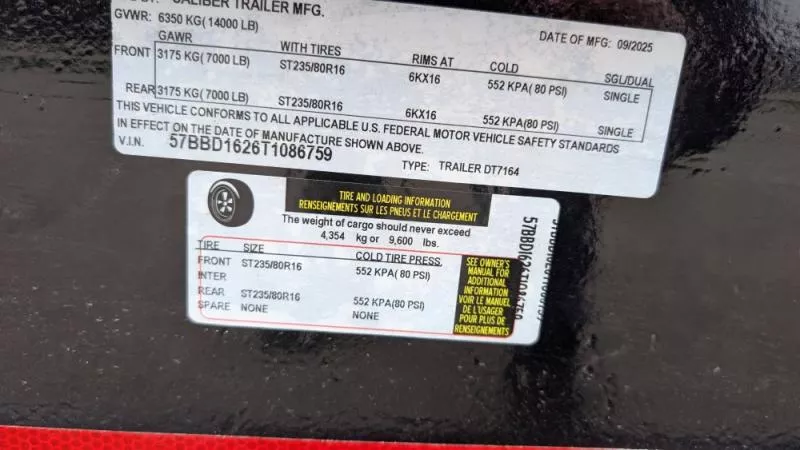 CALIBER TRAILER MFG.
GVWR: 6350 KG( 14000 LB)
DATE OF MFG: 09/2025
GAWR WITH TIRES RIMS AT COLD SGL/DUAL
FRONT 3175 KG( 7000 LB) ST235/80R16 6KX16 552 KPA( 80 PSI) SINGLE
REAR 3175 KG( 7000 LB) ST235/80R16 6KX16 552 KPA( 80 PSI) SINGLE
THIS VEHICLE CONFORMS TO ALL APPLICABLE U.S. FEDERAL MOTOR VEHICLE SAFETY STANDARDS
IN EFFECT ON THE DATE OF MANUFACTURE SHOWN ABOVE.
V.I.N. 57BBD1626T1086759
TYPE: TRAILER DT7164
TIRE AND LOADING INFORMATION
RENSEIGNEMENTS SUR LES PNEUS ET LE CHARGEMENT
The weight of cargo should never exceed
4,354 kg or 9,600 lbs.
TIRE SIZE COLD TIRE PRESS.
FRONT ST235/80R16 552 KPA( 80 PSI)
INTER
REAR ST235/80R16 552 KPA(80 PSI)
SPARE NONE NONE
SEE OWNER'S
MANUAL FOR
ADDITIONAL
INFORMATION
VOIR LE MANUEL
DE L'USAGER
POUR PLUS DE
RENSEIGNEMENTS
57BBD1626T1086759